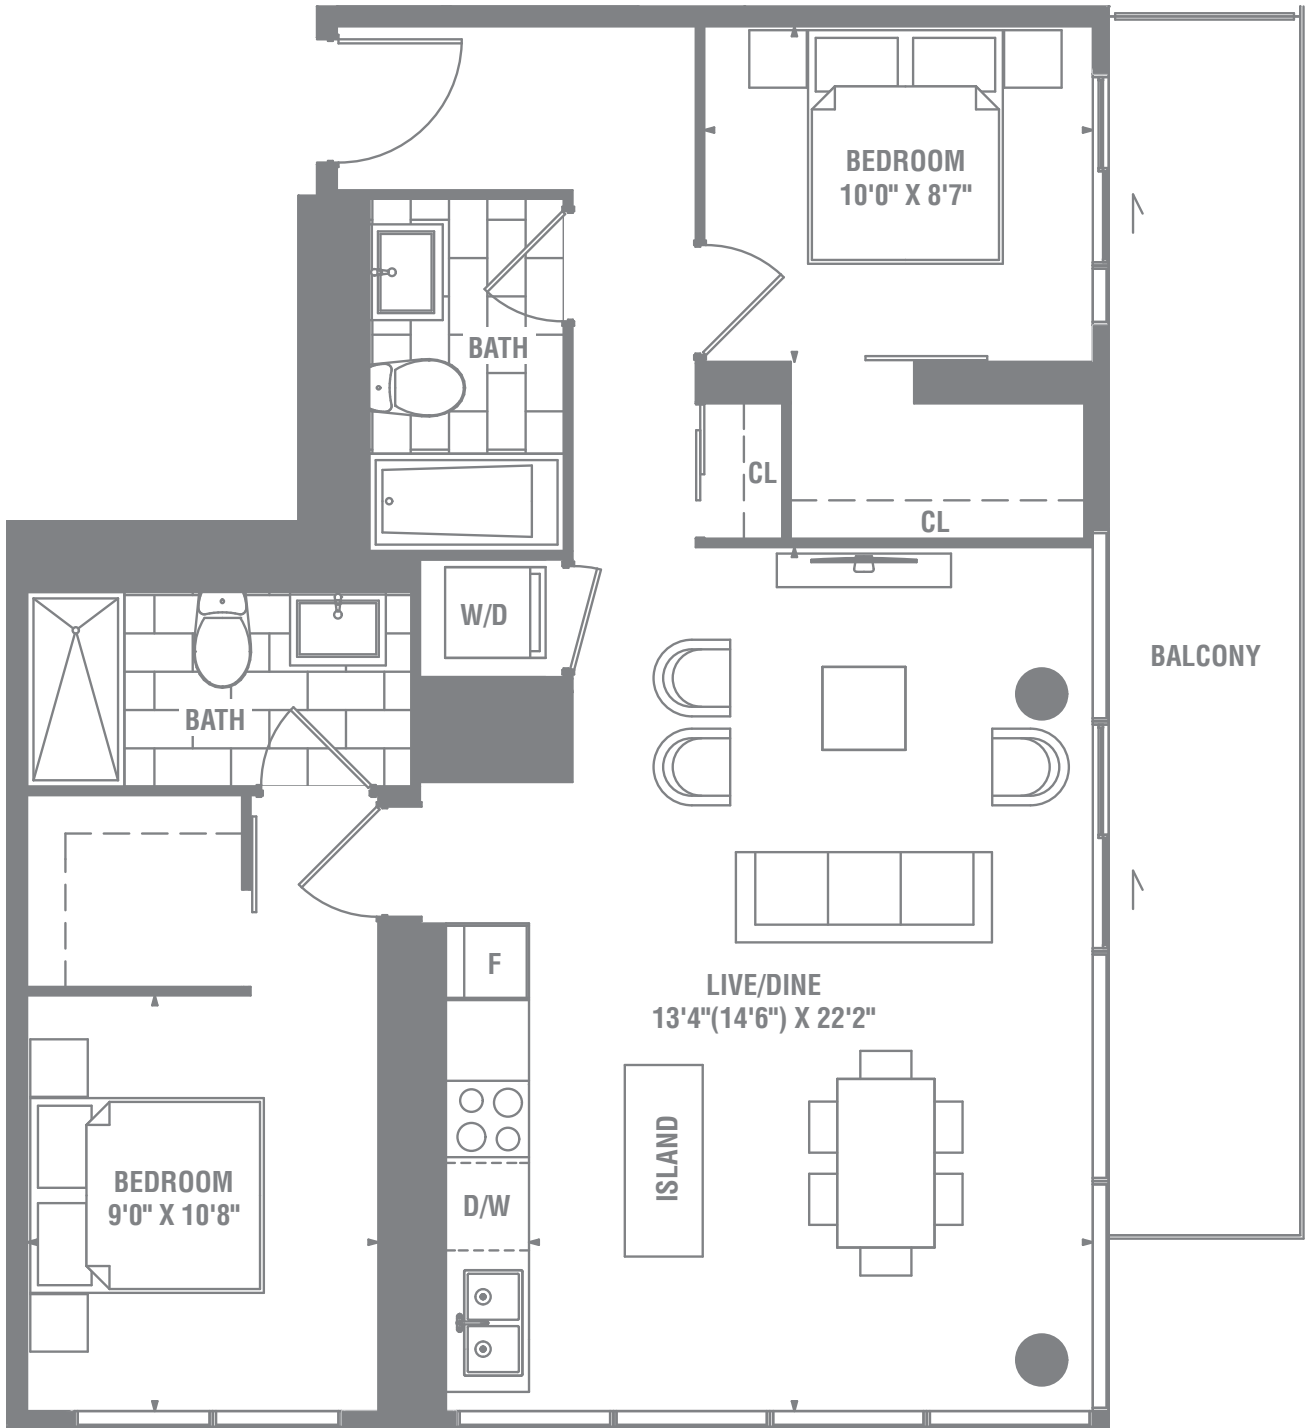 BEDROOM
10'0" X 8'7"
BATH
CL
CL
W/D
BALCONY
BATH
F
LIVE/DINE
13'4"(14'6") X 22'2"
ISLAND
BEDROOM
9'0" X 10'8"
D/W